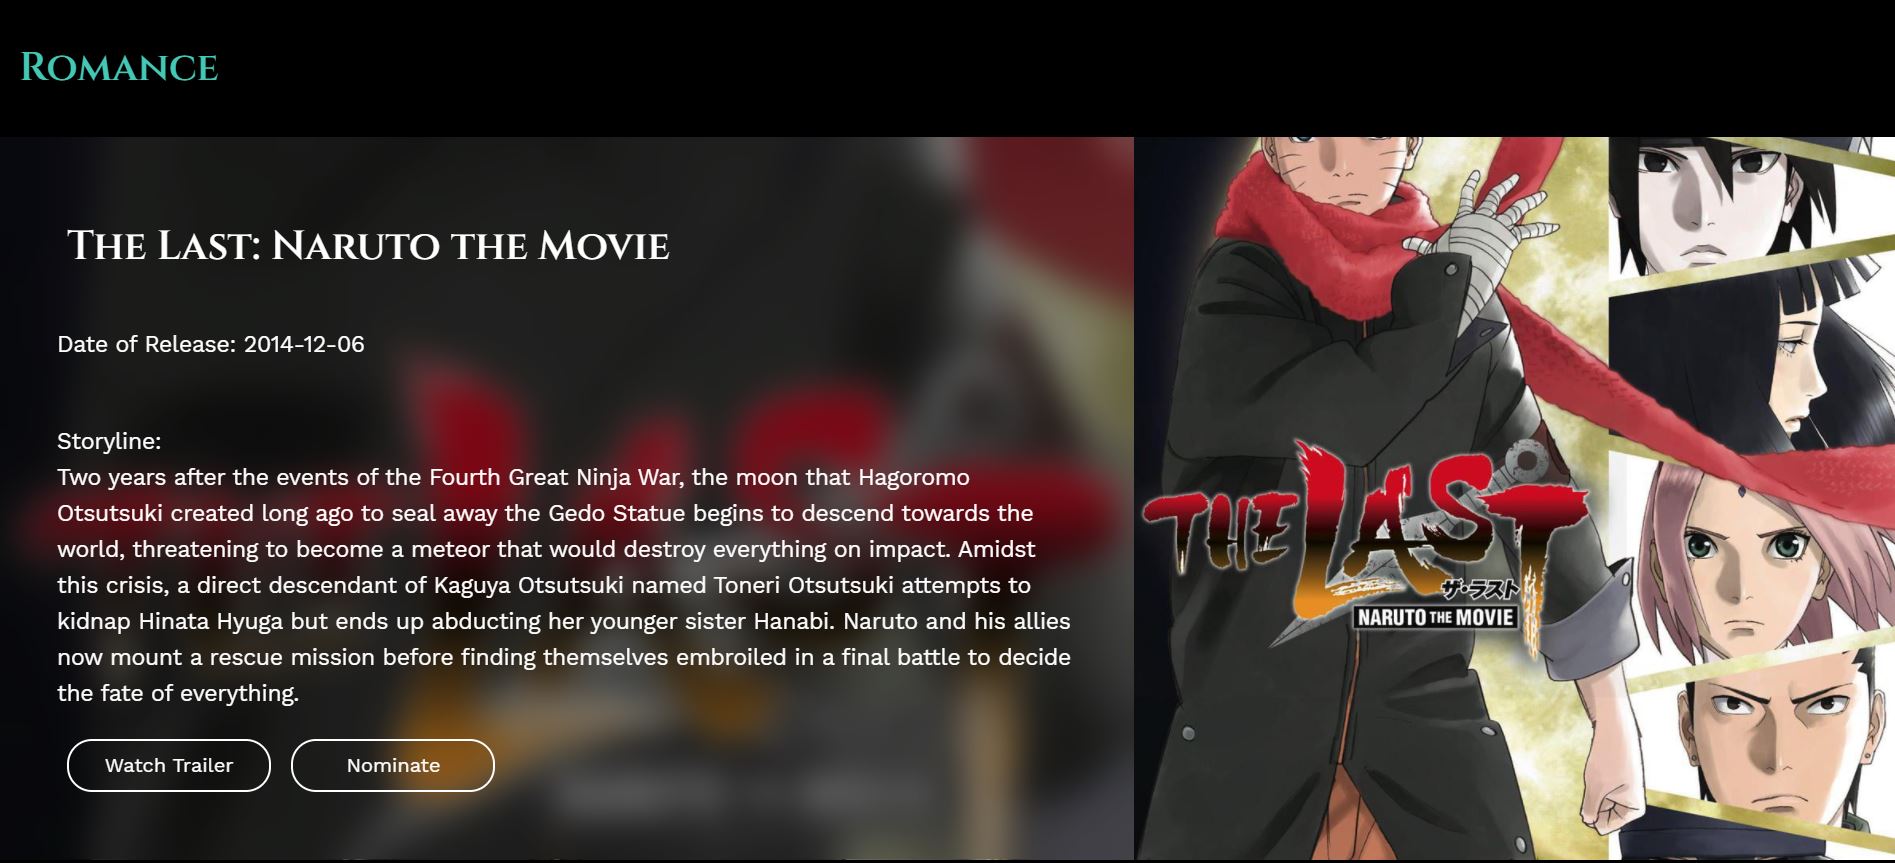 Romance
The Last: Naruto the Movie
Date of Release: 2014-12-06
Storyline:
Two years after the events of the Fourth Great Ninja War, the moon that Hagoromo
Otsutsuki created long ago to seal away the Gedo Statue begins to descend towards the
world, threatening to become a meteor that would destroy everything on impact. Amidst
this crisis, a direct descendant of Kaguya Otsutsuki named Toneri Otsutsuki attempts to
kidnap Hinata Hyuga but ends up abducting her younger sister Hanabi. Naruto and his allies
now mount a rescue mission before finding themselves embroiled in a final battle to decide
the fate of everything.
Watch Trailer
Nominate
THE LAST
ザ・ラスト
NARUTO THE MOVIE